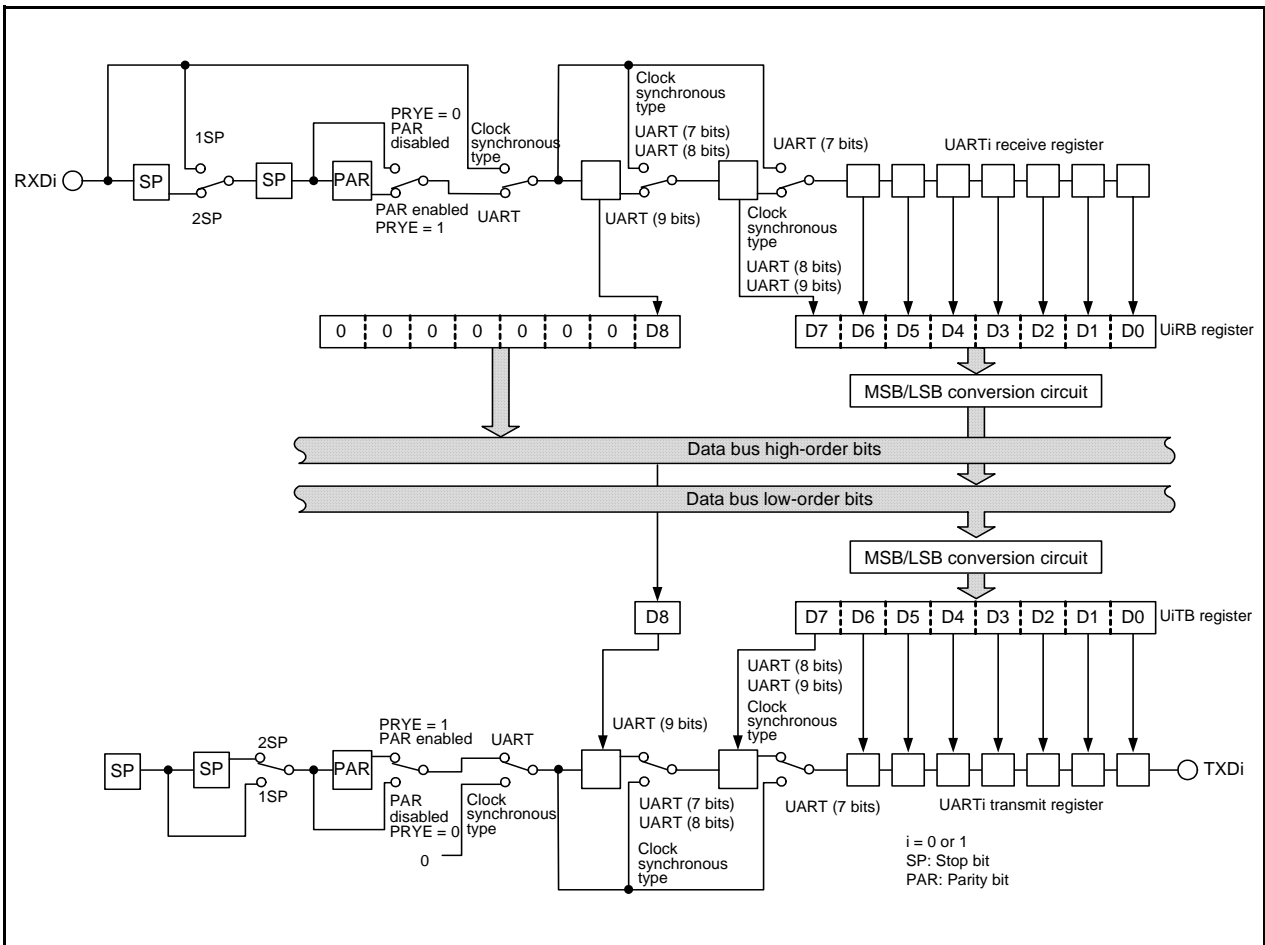 Clock
synchronous
type
PRYE = 0
PAR
disabled
Clock
synchronous
type
1SP
UART (7 bits)
UART (8 bits)
UART (7 bits)
UARTi receive register
RXDi
SP
SP
PAR
2SP
PAR enabled
PRYE = 1
UART
UART (9 bits)
Clock
synchronous
type
UART (8 bits)
UART (9 bits)
0 0 0 0 0 0 0 D8
D7 D6 D5 D4 D3 D2 D1 D0
UiRB register
MSB/LSB conversion circuit
Data bus high-order bits
Data bus low-order bits
MSB/LSB conversion circuit
D8
D7 D6 D5 D4 D3 D2 D1 D0
UiTB register
UART (8 bits)
UART (9 bits)
Clock
synchronous
type
PRYE = 1
PAR enabled
UART
UART (9 bits)
2SP
SP
SP
PAR
TXDi
1SP
PAR
disabled
PRYE = 0
Clock
synchronous
type
0
UART (7 bits)
UART (8 bits)
UART (7 bits)
UARTi transmit register
Clock
synchronous
type
i = 0 or 1
SP: Stop bit
PAR: Parity bit